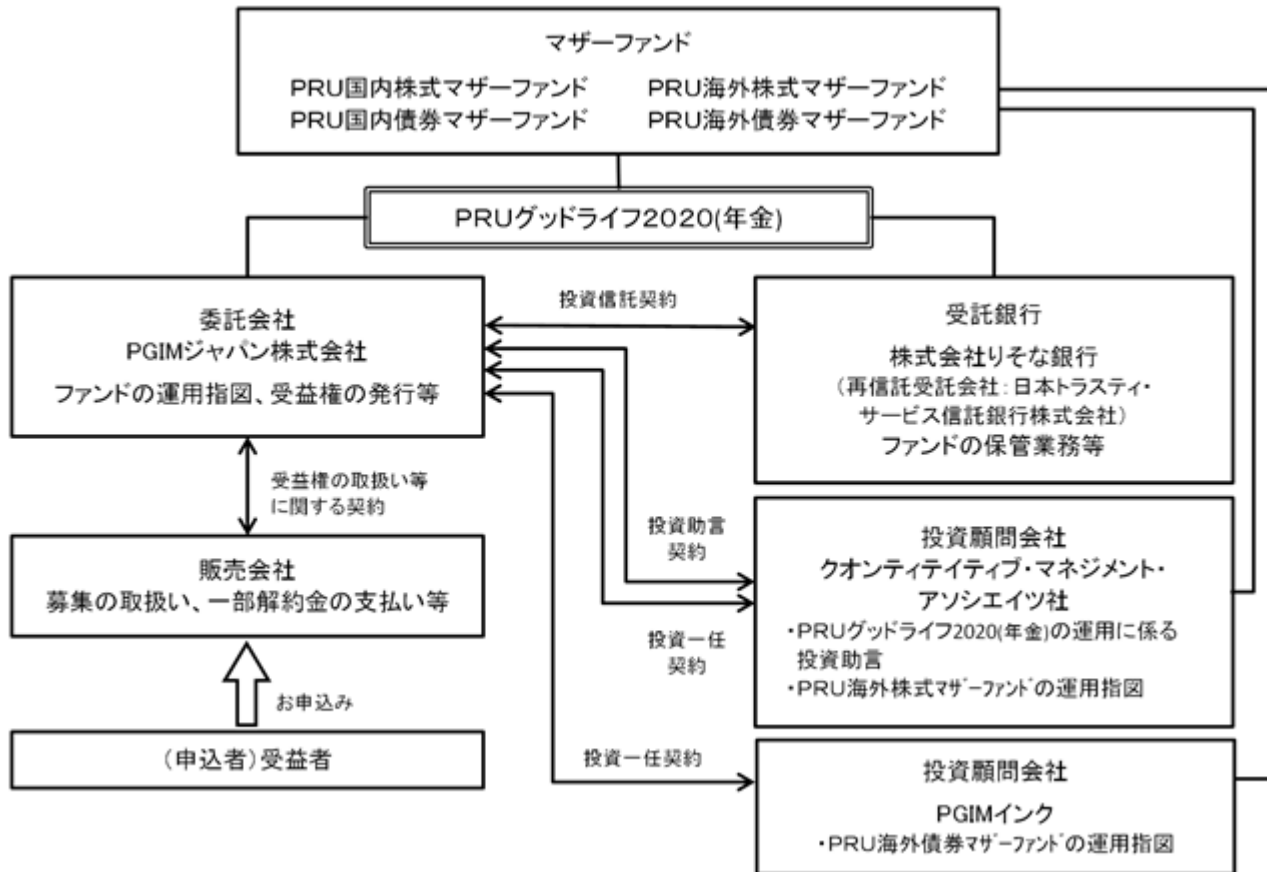 マザーファンド
PRU国内株式マザーファンド PRU海外株式マザーファンド
PRU国内債券マザーファンド PRU海外債券マザーファンド
PRUグッドライフ2020(年金)
委託会社
PGIMジャパン株式会社
ファンドの運用指図、受益権の発行等
投資信託契約
受託銀行
株式会社りそな銀行
(再信託受託会社:日本トラスティ・
サービス信託銀行株式会社)
ファンドの保管業務等
受益権の取扱い等
に関する契約
販売会社
募集の取扱い、一部解約金の支払い等
お申込み
(申込者)受益者
投資助言
契約
投資一任
契約
投資顧問会社
クオンティテイティブ・マネジメント・
アソシエイツ社
・PRUグッドライフ2020(年金)の運用に係る
投資助言
・PRU海外株式マザーファンドの運用指図
投資一任契約
投資顧問会社
PGIMインク
・PRU海外債券マザーファンドの運用指図